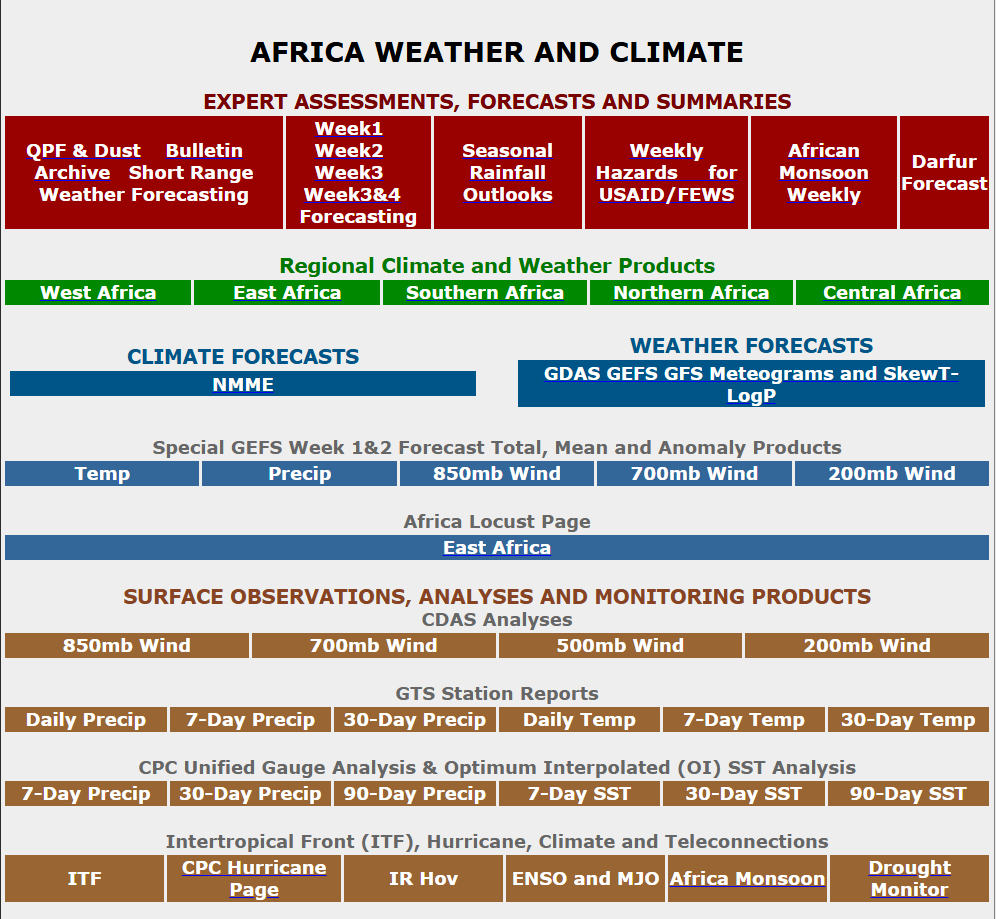 AFRICA WEATHER AND CLIMATE
EXPERT ASSESSMENTS, FORECASTS AND SUMMARIES
QPF & Dust Bulletin
Archive Short Range
Weather Forecasting
Week1
Week2
Week3
Week3&4
Forecasting
Seasonal
Rainfall
Outlooks
Weekly
Hazards for
USAID/FEWS
African
Monsoon
Weekly
Darfur
Forecast
Regional Climate and Weather Products
West Africa East Africa Southern Africa Northern Africa Central Africa
CLIMATE FORECASTS
NMME
WEATHER FORECASTS
GDAS GEFS GFS Meteograms and SkewT-
LogP
Special GEFS Week 1&2 Forecast Total, Mean and Anomaly Products
Temp Precip 850mb Wind 700mb Wind 200mb Wind
Africa Locust Page
East Africa
SURFACE OBSERVATIONS, ANALYSES AND MONITORING PRODUCTS
CDAS Analyses
850mb Wind 700mb Wind 500mb Wind 200mb Wind
GTS Station Reports
Daily Precip 7-Day Precip 30-Day Precip Daily Temp 7-Day Temp 30-Day Temp
CPC Unified Gauge Analysis & Optimum Interpolated (OI) SST Analysis
7-Day Precip 30-Day Precip 90-Day Precip 7-Day SST 30-Day SST 90-Day SST
Intertropical Front (ITF), Hurricane, Climate and Teleconnections
ITF
CPC Hurricane
Page
IR Hov
ENSO and MJO
Africa Monsoon
Drought
Monitor